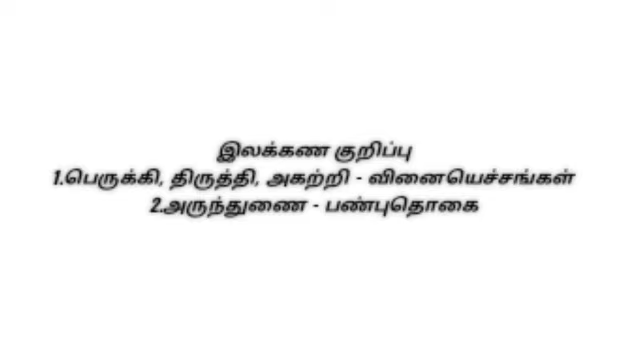 இலக்கண குறிப்பு
1.பெருக்கி, திருத்தி, அகற்றி - வினையெச்சங்கள்
2.அருந்துணை - பண்புதொகை